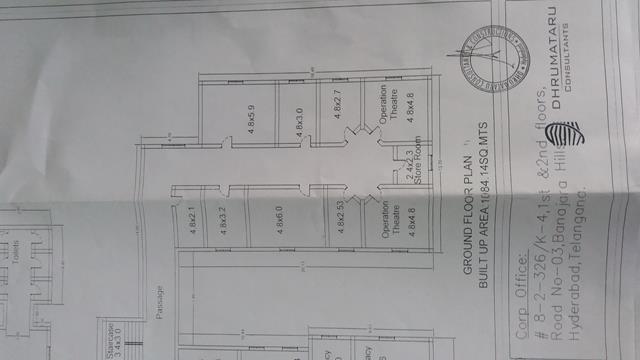 4.8x5.9
4.8x3.0
4.8x2.7
Operation
Theatre
4.8x4.8
2.4x2.3
Store Room
4.8x2.1
4.8x3.2
4.8x6.0
4.8x2.53
Operation
Theatre
4.8x4.8
Passage
Toilets
Staircase
3.4x3.0
GROUND FLOOR PLAN
BUILT UP AREA 1084.14SQ.MTS
DHRUMATARU
CONSULTANTS
Corp Office:
# 8-2-326/K-4,1st &2nd floors,
Road No-03,Banajara Hills
Hyderabad,Telangana.